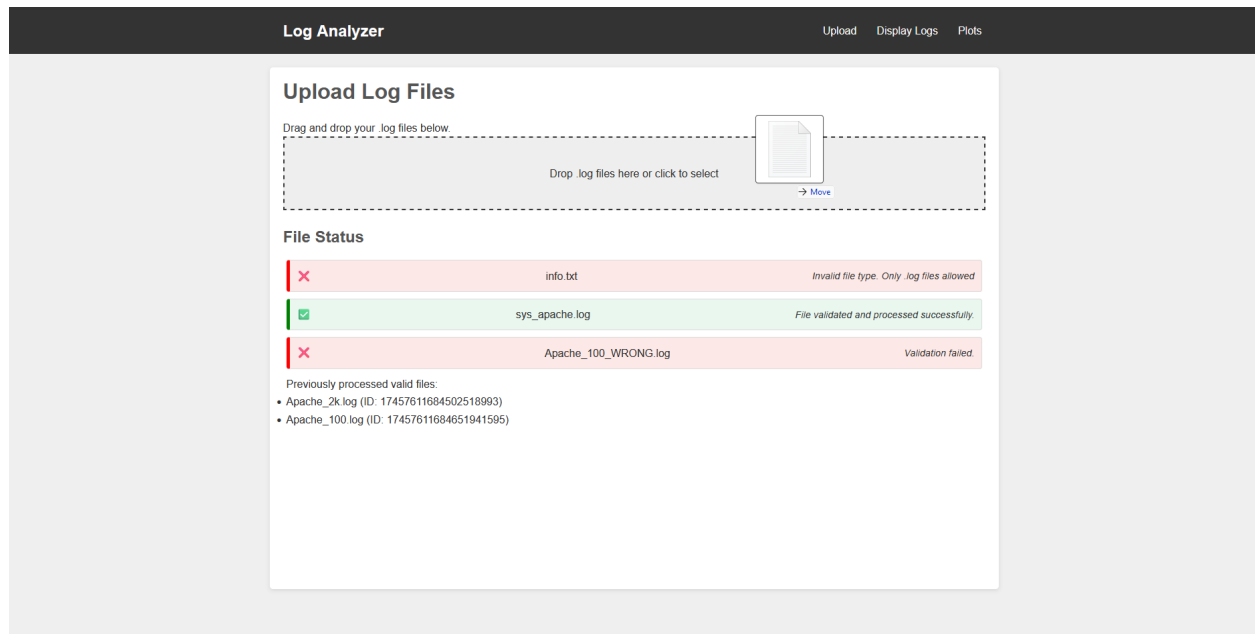 Log Analyzer
Upload Display Logs Plots
Upload Log Files
Drag and drop your .log files below.
Drop .log files here or click to select
→ Move
File Status
info.txt Invalid file type. Only .log files allowed
sys_apache.log File validated and processed successfully.
Apache_100_WRONG.log Validation failed.
Previously processed valid files:
• Apache_2k.log (ID: 17457611684502518993)
• Apache_100.log (ID: 17457611684651941595)